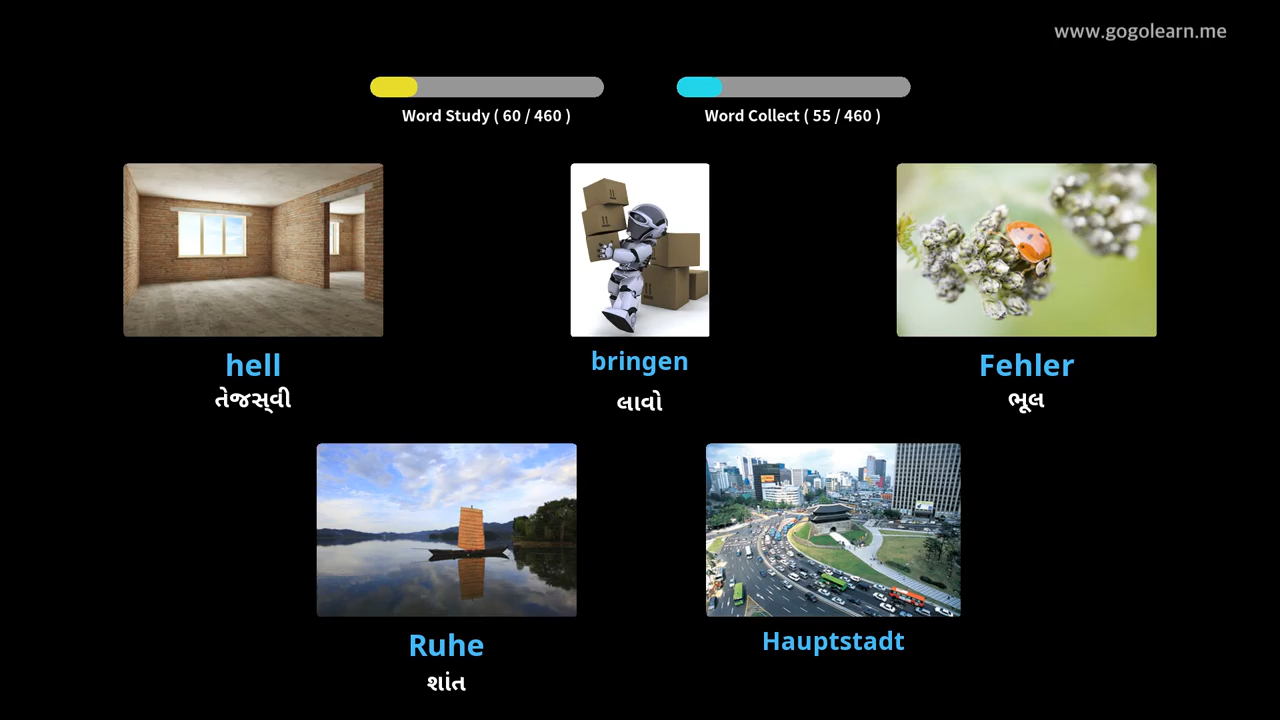 www.gogolearn.me
Word Study ( 60 / 460 )
Word Collect ( 55 / 460 )
hell
તેજસ્વી
bringen
લાવો
Fehler
ભૂલ
Ruhe
શાંત
Hauptstadt